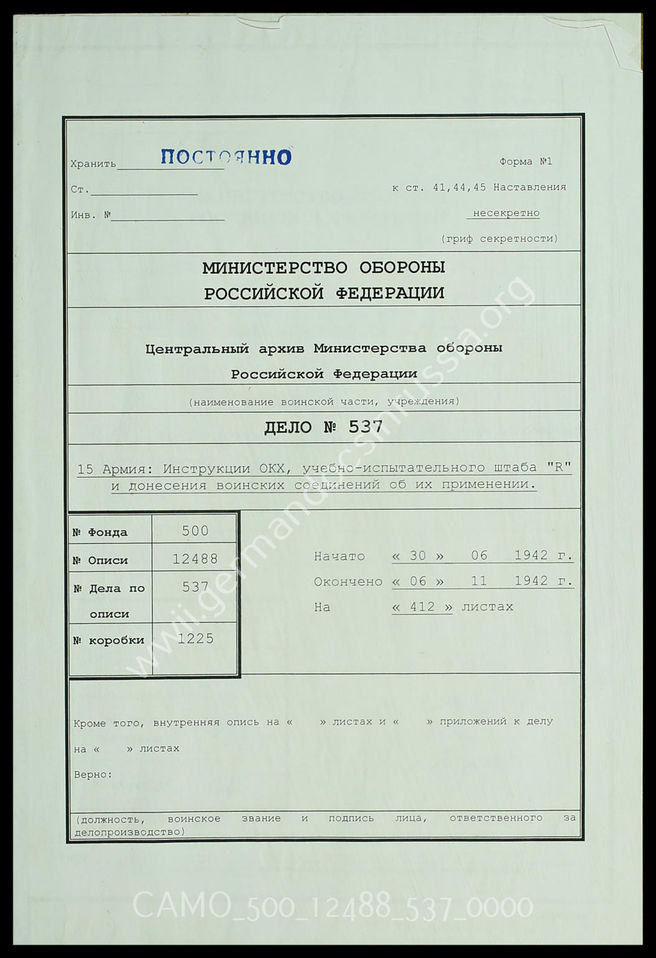 Хранить ПОСТОЯННО
Форма №1
Ст.
к ст. 41,44,45 Наставления
Инв. №
несекретно
(гриф секретности)
МИНИСТЕРСТВО ОБОРОНЫ
РОССИЙСКОЙ ФЕДЕРАЦИИ
Центральный архив Министерства обороны
Российской Федерации
(наименование воинской части, учреждения)
ДЕЛО № 537
15 Армия: Инструкции ОКХ, учебно-испытательного штаба "R"
и донесения воинских соединений об их применении.
№ Фонда 500
№ Описи 12488
№ Дела по описи 537
№ коробки 1225
Начато « 30 » 06 1942 г.
Окончено « 06 » 11 1942 г.
На « 412 » листах
Кроме того, внутренняя опись на « » листах и « » приложений к делу
на « » листах
Верно:
(должность, воинское звание и подпись лица, ответственного за
делопроизводство)
www.germandocsinrussia.org
CAMO_500_12488_537_0000